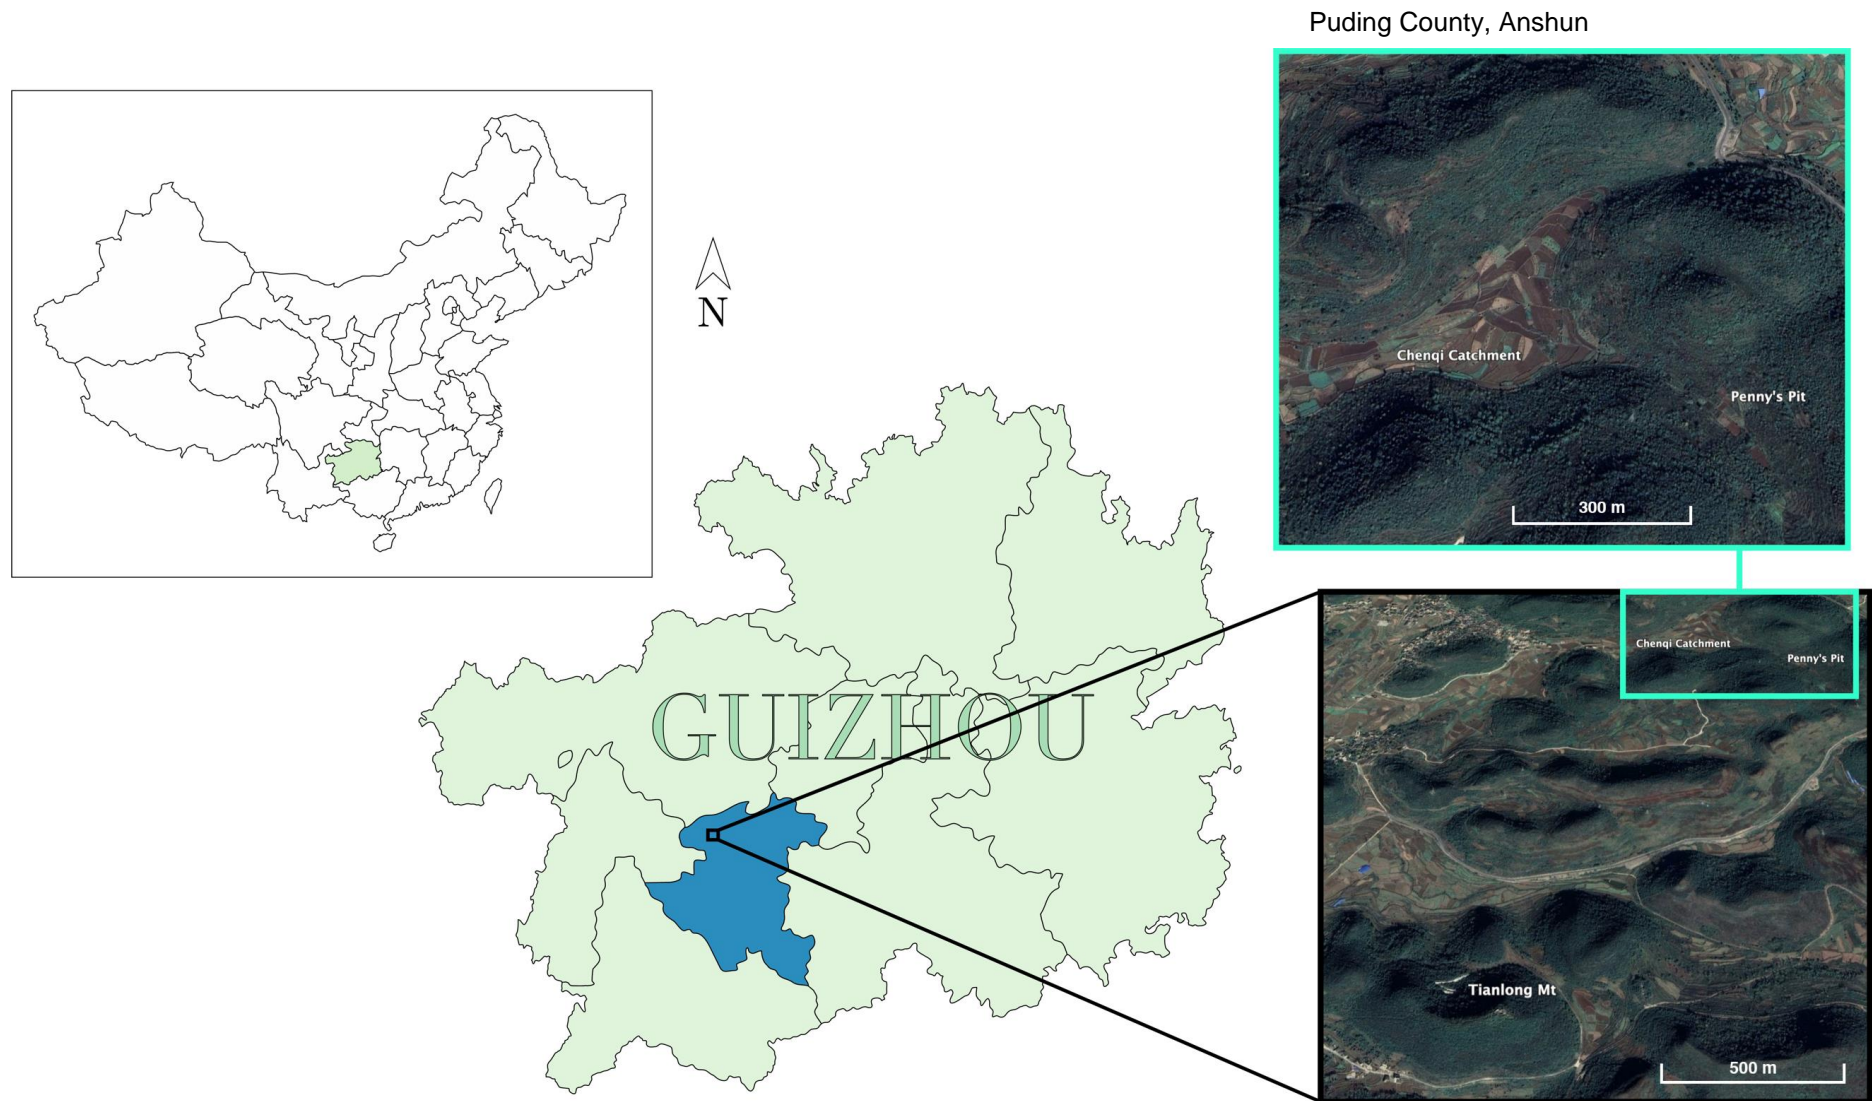 Puding County, Anshun
N
Chenqi Catchment
Penny's Pit
300 m
GUIZHOU
Chenqi Catchment
Penny's Pit
Tianlong Mt
500 m